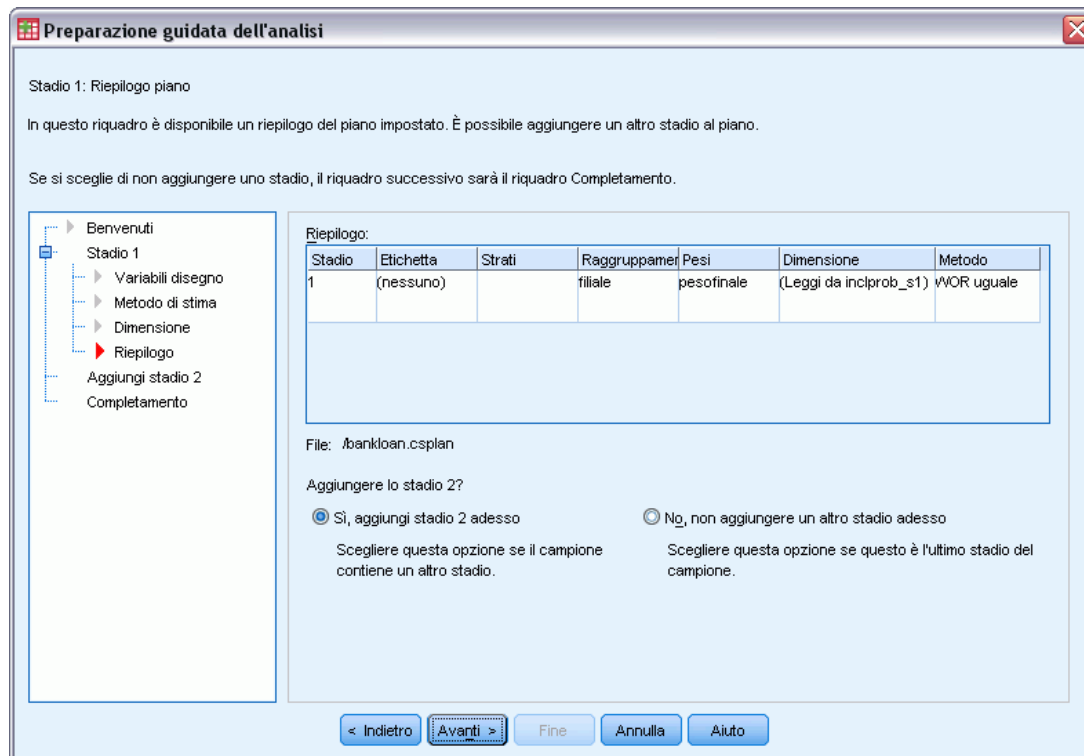 Preparazione guidata dell'analisi
Stadio 1: Riepilogo piano
In questo riquadro è disponibile un riepilogo del piano impostato. È possibile aggiungere un altro stadio al piano.
Se si sceglie di non aggiungere uno stadio, il riquadro successivo sarà il riquadro Completamento.
Benvenuti
Stadio 1
Variabili disegno
Metodo di stima
Dimensione
Riepilogo
Aggiungi stadio 2
Completamento
Riepilogo:
Stadio Etichetta Strati Raggruppamer Pesi Dimensione Metodo
1 (nessuno) filiale pesofinale (Leggi da inclprob_s1) WOR uguale
File: /bankloan.csplan
Aggiungere lo stadio 2?
Sì, aggiungi stadio 2 adesso No, non aggiungere un altro stadio adesso
Scegliere questa opzione se il campione Scegliere questa opzione se questo è l'ultimo stadio del
contiene un altro stadio. campione.
< Indietro Avanti > Fine Annulla Aiuto